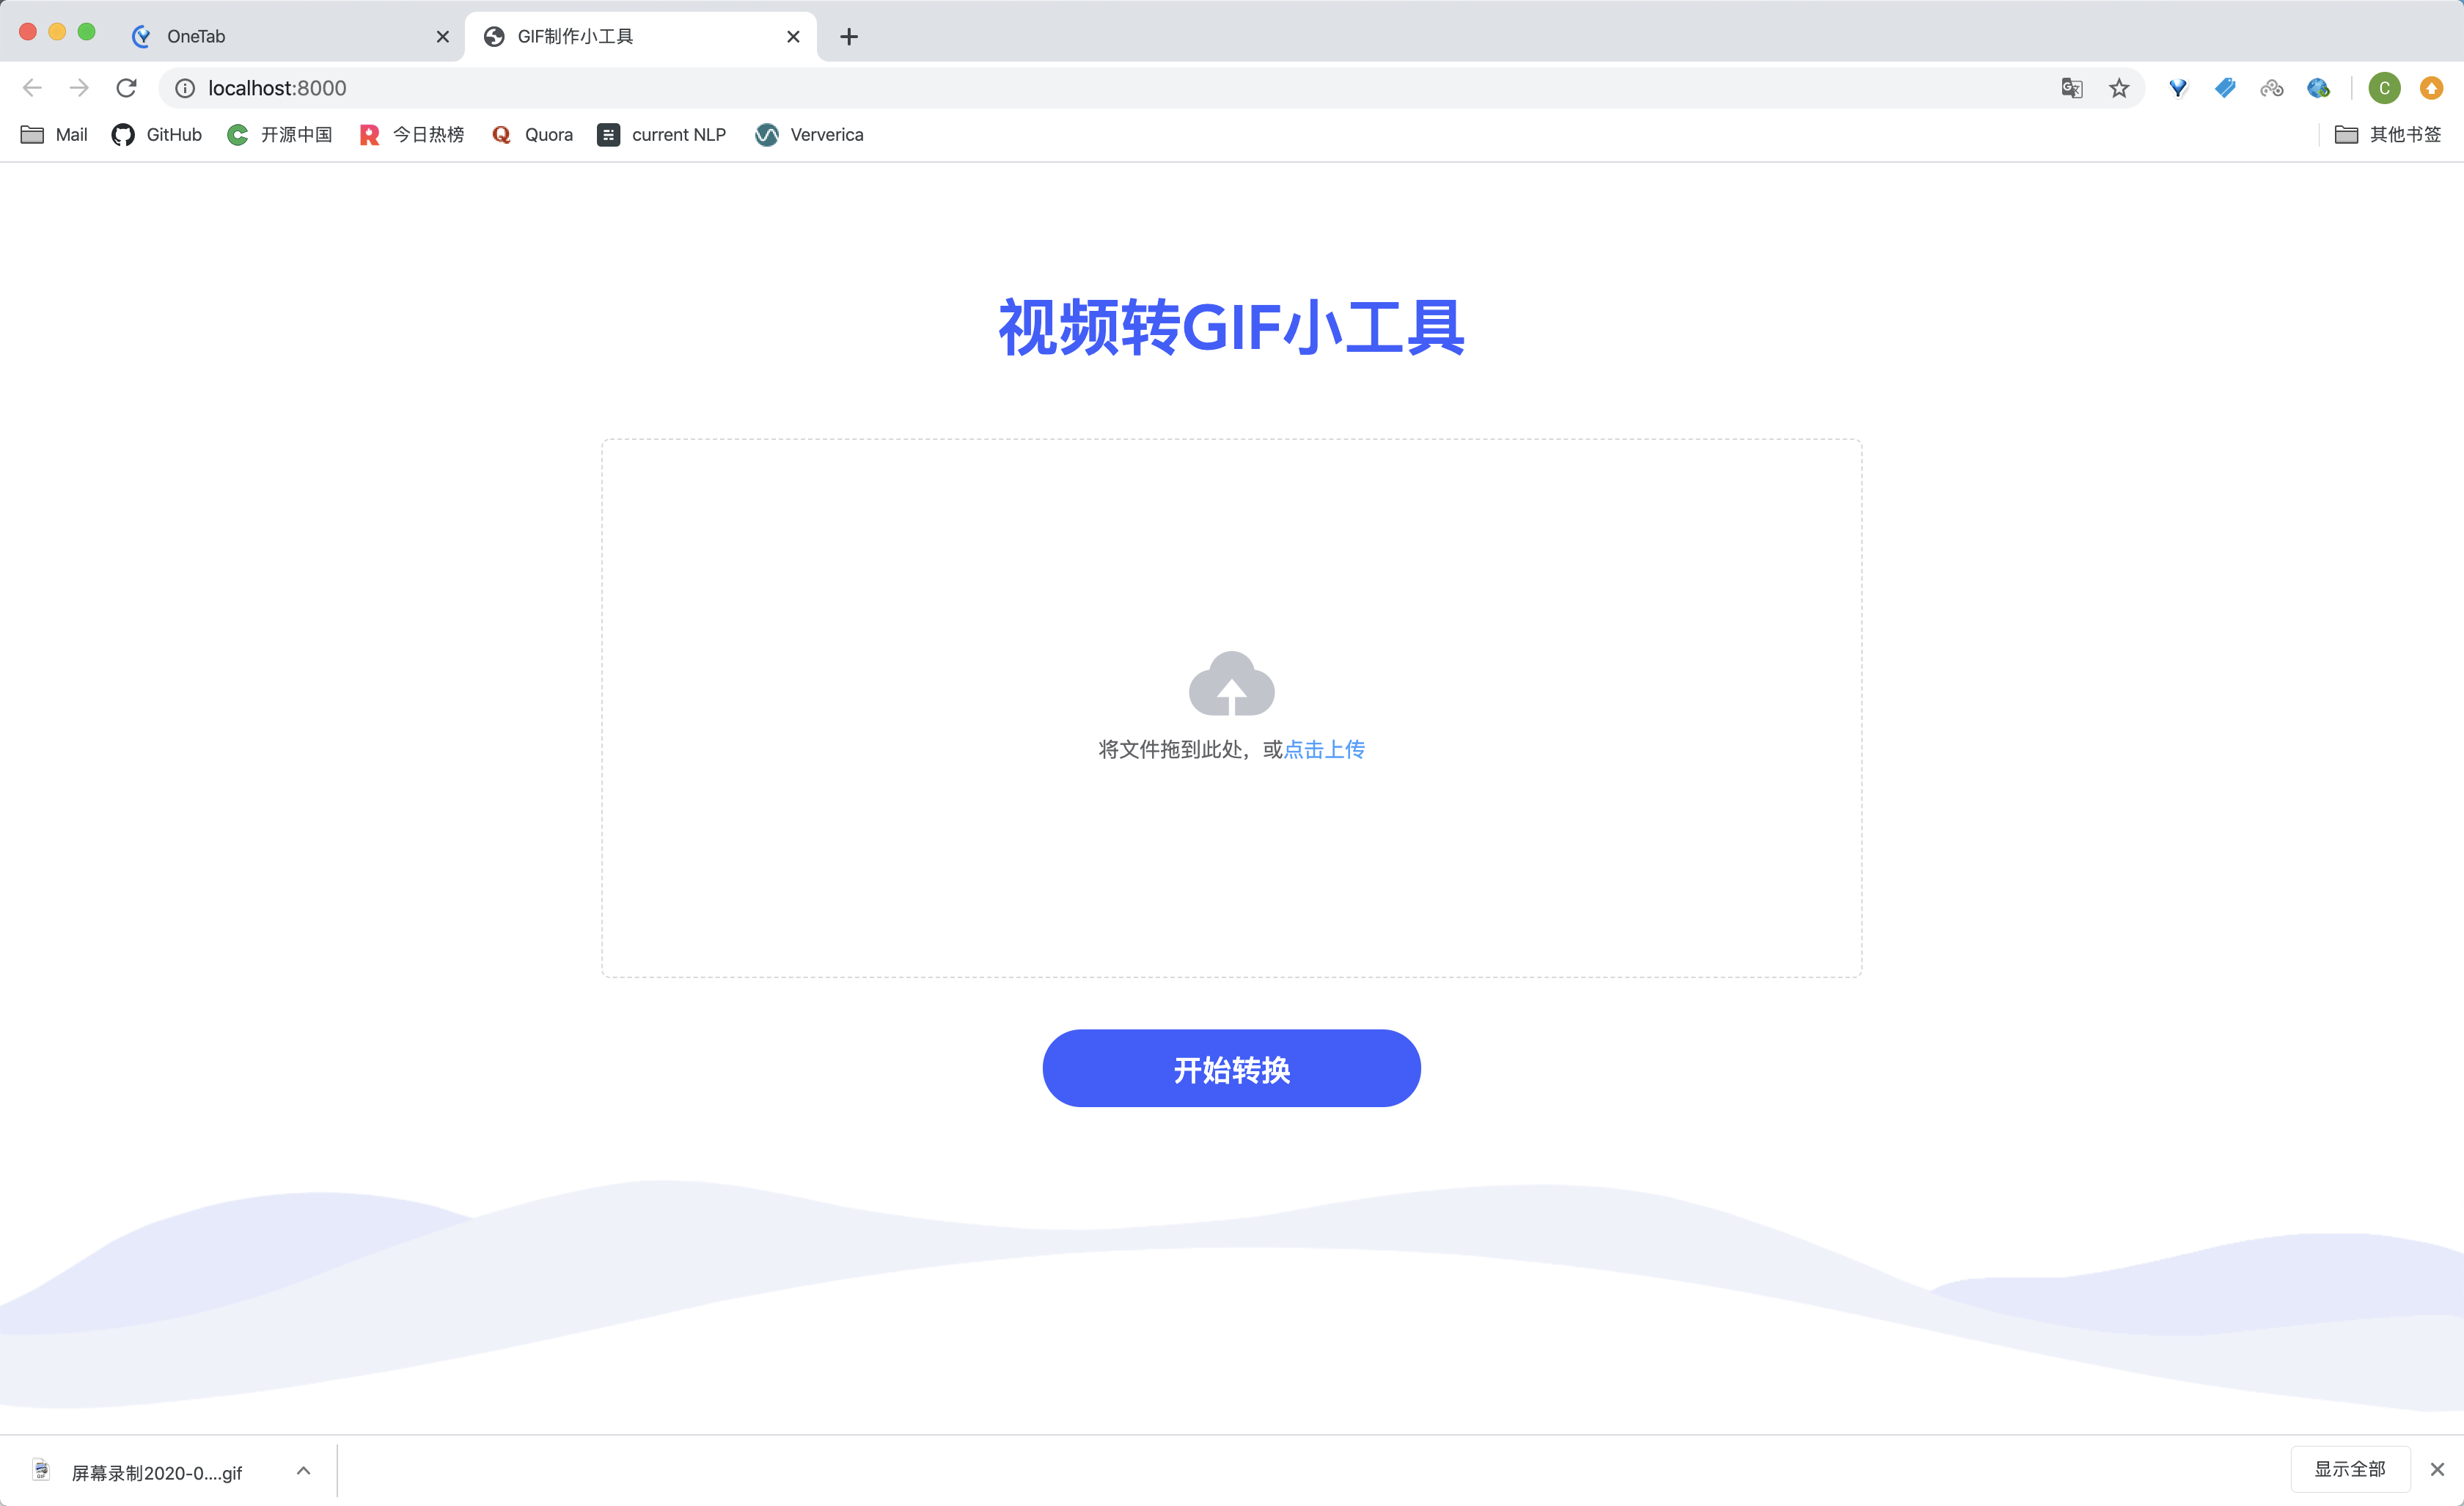 OneTab
GIF制作小工具
localhost:8000
Mail
GitHub
开源中国
今日热榜
Quora
current NLP
Ververica
其他书签
视频转GIF小工具
将文件拖到此处，或点击上传
开始转换
屏幕录制2020-0....gif
显示全部